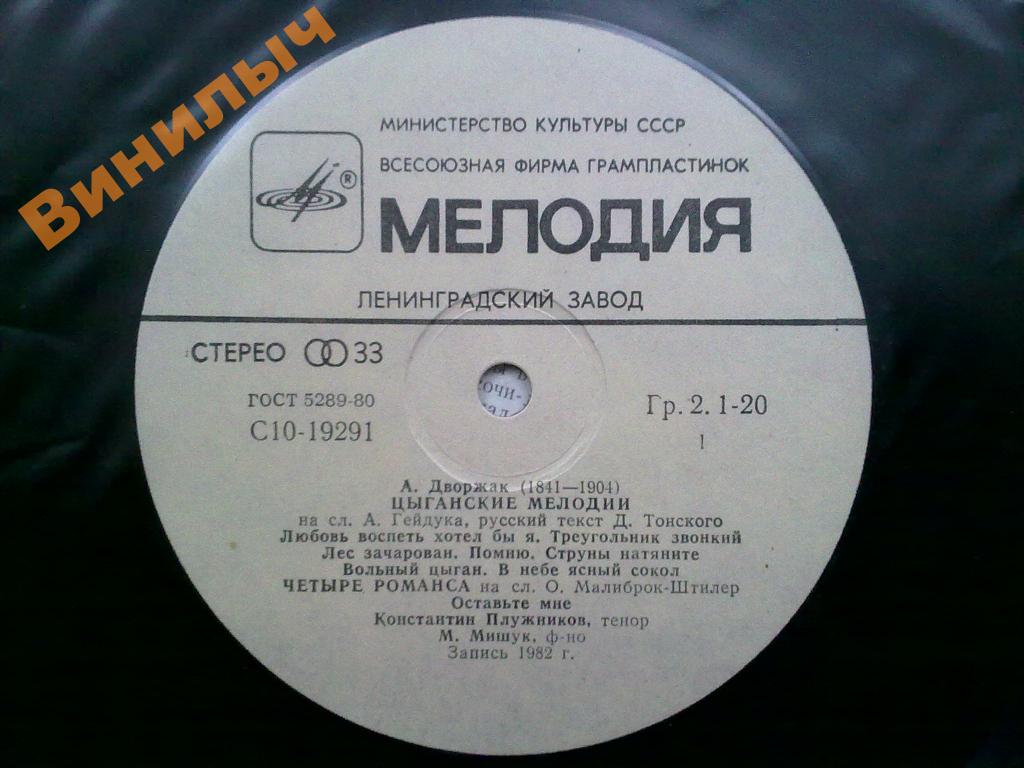 Винилыч
МИНИСТЕРСТВО КУЛЬТУРЫ СССР
ВСЕСОЮЗНАЯ ФИРМА ГРАМПЛАСТИНОК
®
МЕЛОДИЯ
ЛЕНИНГРАДСКИЙ ЗАВОД
СТЕРЕО 33
ГОСТ 5289-80
С10-19291
Гр. 2. 1-20
1
очи-
А. Дворжак (1841—1904)
ЦЫГАНСКИЕ МЕЛОДИИ
на сл. А. Гейдука, русский текст Д. Тонского
Любовь воспеть хотел бы я. Треугольник звонкий
Лес зачарован. Помню. Струны натяните
Вольный цыган. В небе ясный сокол
ЧЕТЫРЕ РОМАНСА на сл. О. Малиброк-Штилер
Оставьте мне
Константин Плужников, тенор
М. Мишук, ф-но
Запись 1982 г.